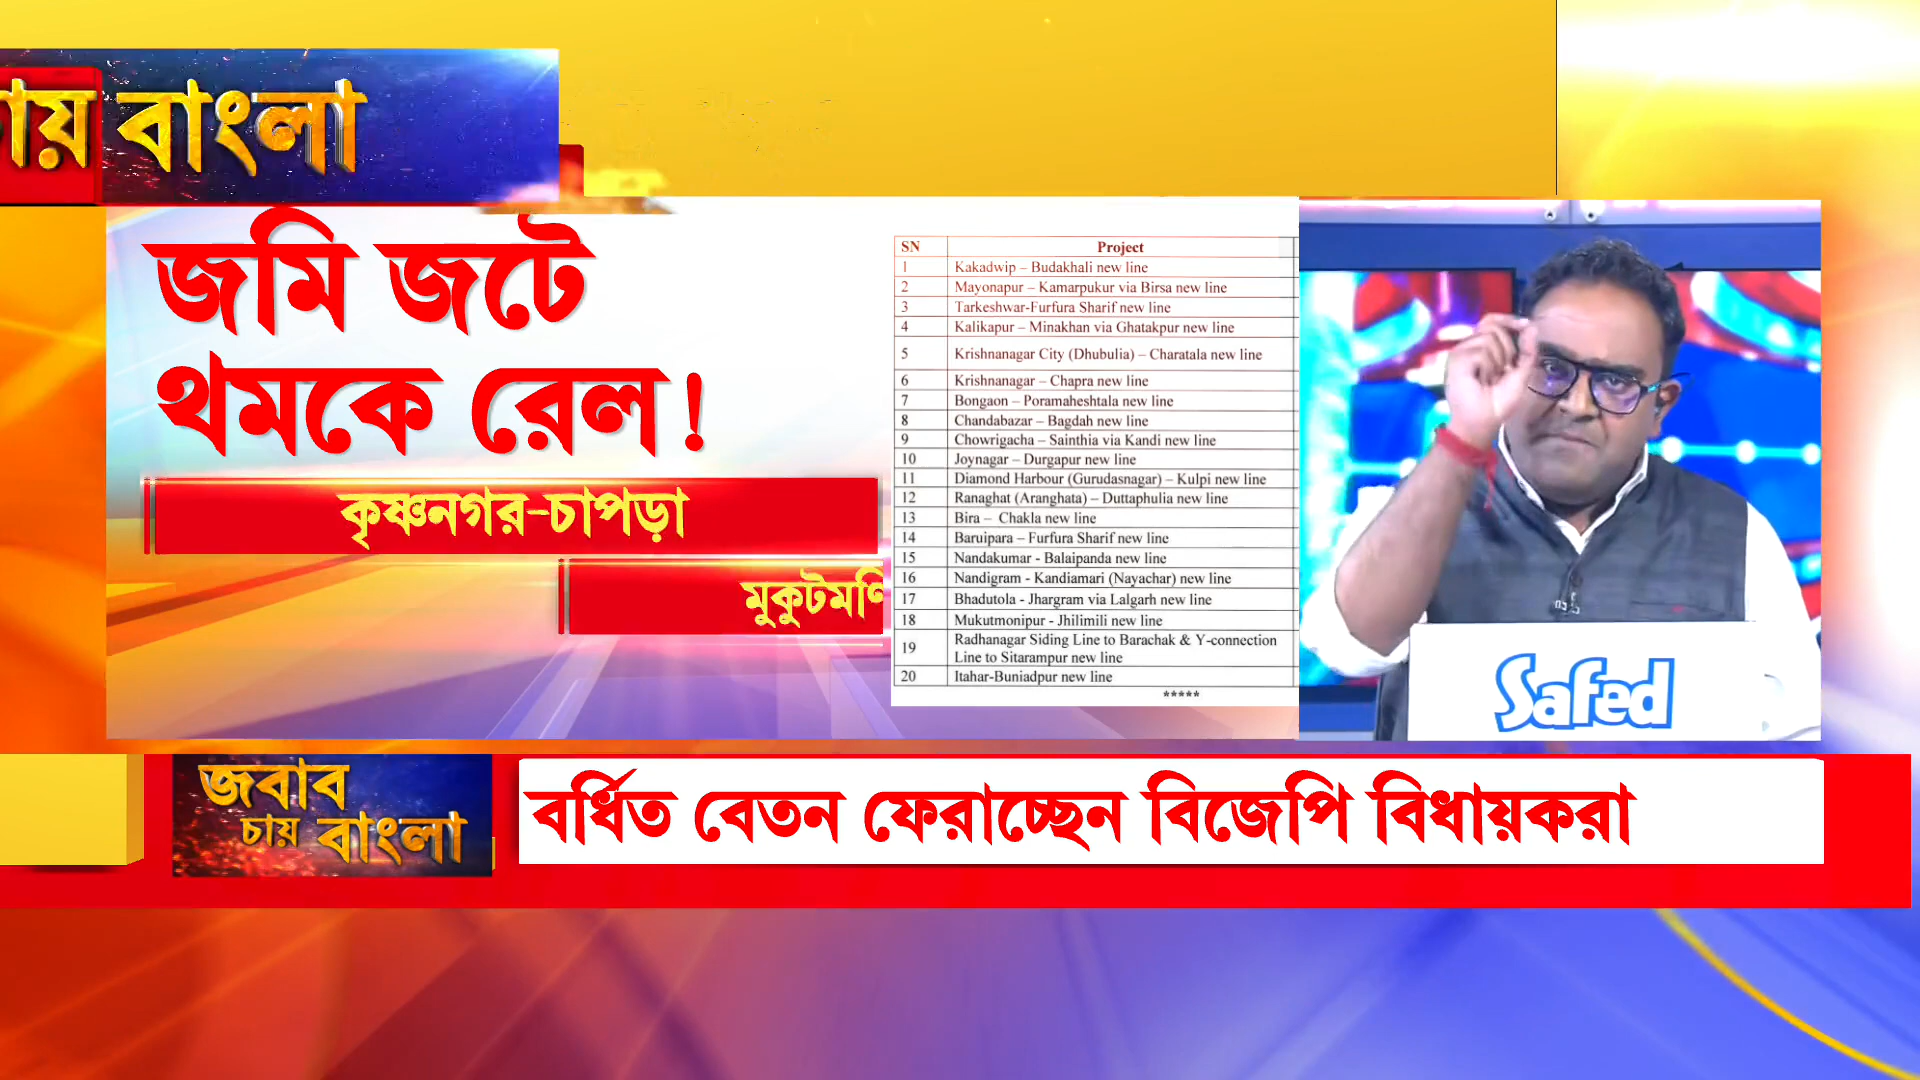 বাংলা
জমি জটে
থমকে রেল!
কৃষ্ণনগর-চাপড়া
SN Project
1 Kakadwip – Budakhali new line
2 Mayonapur – Kamarpukur via Birsa new line
3 Tarkeshwar-Furfura Sharif new line
4 Kalikapur – Minakhan via Ghatakpur new line
5 Krishnanagar City (Dhubulia) – Charatala new line
6 Krishnanagar – Chapra new line
7 Bongaon – Poramaheshtala new line
8 Chandabazar – Bagdah new line
9 Chowrigacha – Sainthia via Kandi new line
10 Joynagar – Durgapur new line
11 Diamond Harbour (Gurudasnagar) – Kulpi new line
12 Ranaghat (Aranghata) – Duttaphulia new line
13 Bira – Chakla new line
14 Baruipara – Furfura Sharif new line
15 Nandakumar - Balaipanda new line
16 Nandigram - Kandiamari (Nayachar) new line
17 Bhadutola - Jhargram via Lalgarh new line
18 Mukutmonipur - Jhilimili new line
19 Radhanagar Siding Line to Barachak & Y-connection
Line to Sitarampur new line
20 Itahar-Buniadpur new line
*****
Safed
জবাব
চায় বাংলা
বর্ধিত বেতন ফেরাচ্ছেন বিজেপি বিধায়করা